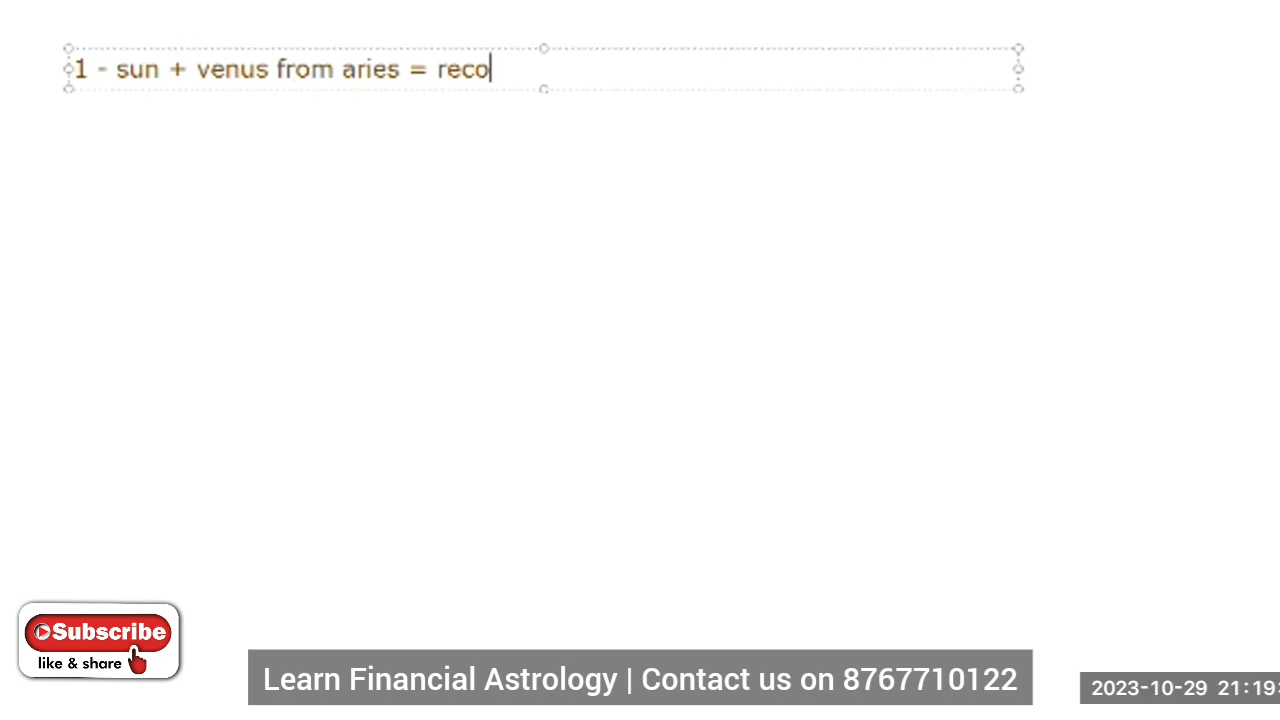 1 - sun + venus from aries = reco
Subscribe
like & share
Learn Financial Astrology | Contact us on 8767710122
2023-10-29 21:19: